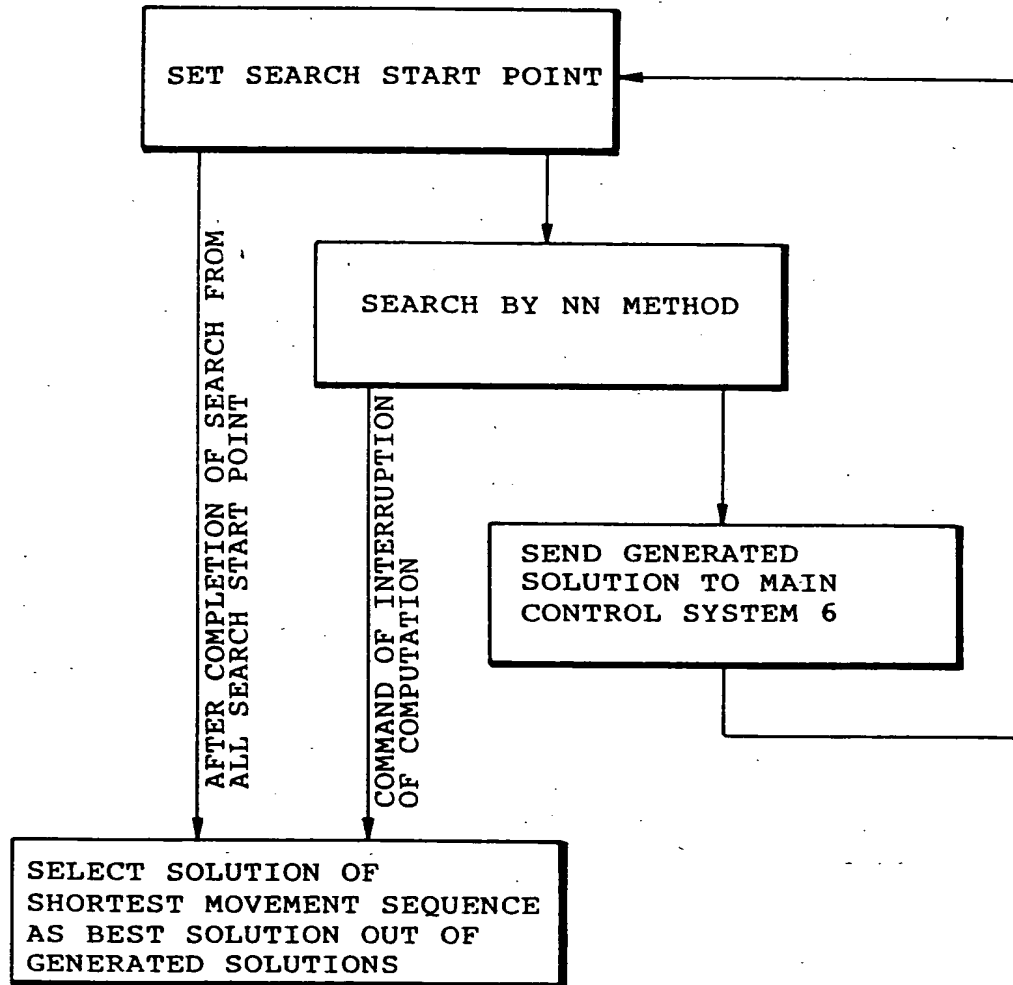 SET SEARCH START POINT
SEARCH BY NN METHOD
AFTER COMPLETION OF SEARCH FROM
ALL SEARCH START POINT
COMMAND OF INTERRUPTION
OF COMPUTATION
SEND GENERATED
SOLUTION TO MAIN
CONTROL SYSTEM 6
SELECT SOLUTION OF
SHORTEST MOVEMENT SEQUENCE
AS BEST SOLUTION OUT OF
GENERATED SOLUTIONS